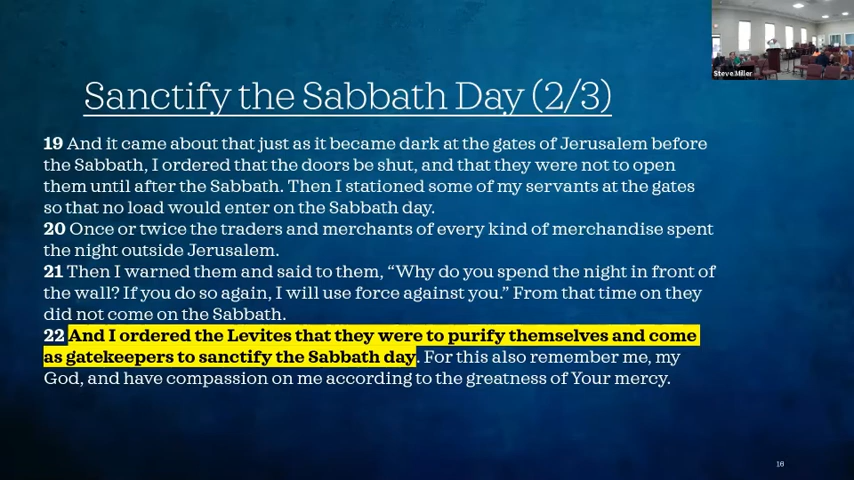 Steve Miller
Sanctify the Sabbath Day (2/3)
19 And it came about that just as it became dark at the gates of Jerusalem before
the Sabbath, I ordered that the doors be shut, and that they were not to open
them until after the Sabbath. Then I stationed some of my servants at the gates
so that no load would enter on the Sabbath day.
20 Once or twice the traders and merchants of every kind of merchandise spent
the night outside Jerusalem.
21 Then I warned them and said to them, “Why do you spend the night in front of
the wall? If you do so again, I will use force against you.” From that time on they
did not come on the Sabbath.
22 And I ordered the Levites that they were to purify themselves and come
as gatekeepers to sanctify the Sabbath day. For this also remember me, my
God, and have compassion on me according to the greatness of Your mercy.
16